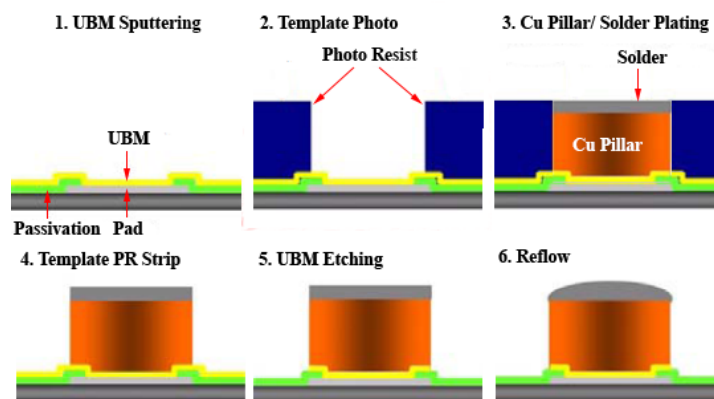 1. UBM Sputtering
2. Template Photo
3. Cu Pillar/ Solder Plating
Photo Resist
Solder
UBM
Cu Pillar
Passivation
Pad
4. Template PR Strip
5. UBM Etching
6. Reflow